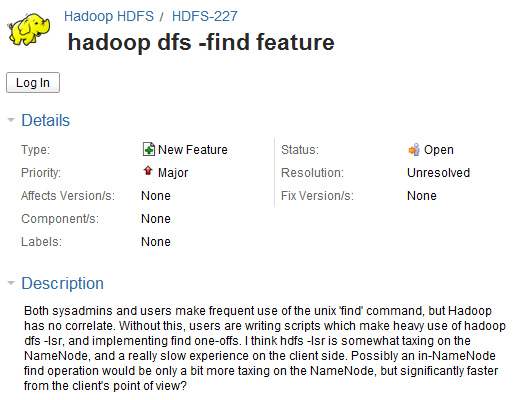 Hadoop HDFS / HDFS-227
hadoop dfs -find feature
Log In
Details
Type: New Feature Status: Open
Priority: Major Resolution: Unresolved
Affects Version/s: None Fix Version/s: None
Component/s: None
Labels: None
Description
Both sysadmins and users make frequent use of the unix 'find' command, but Hadoop
has no correlate. Without this, users are writing scripts which make heavy use of hadoop
dfs -lsr, and implementing find one-offs. I think hdfs -lsr is somewhat taxing on the
NameNode, and a really slow experience on the client side. Possibly an in-NameNode
find operation would be only a bit more taxing on the NameNode, but significantly faster
from the client's point of view?